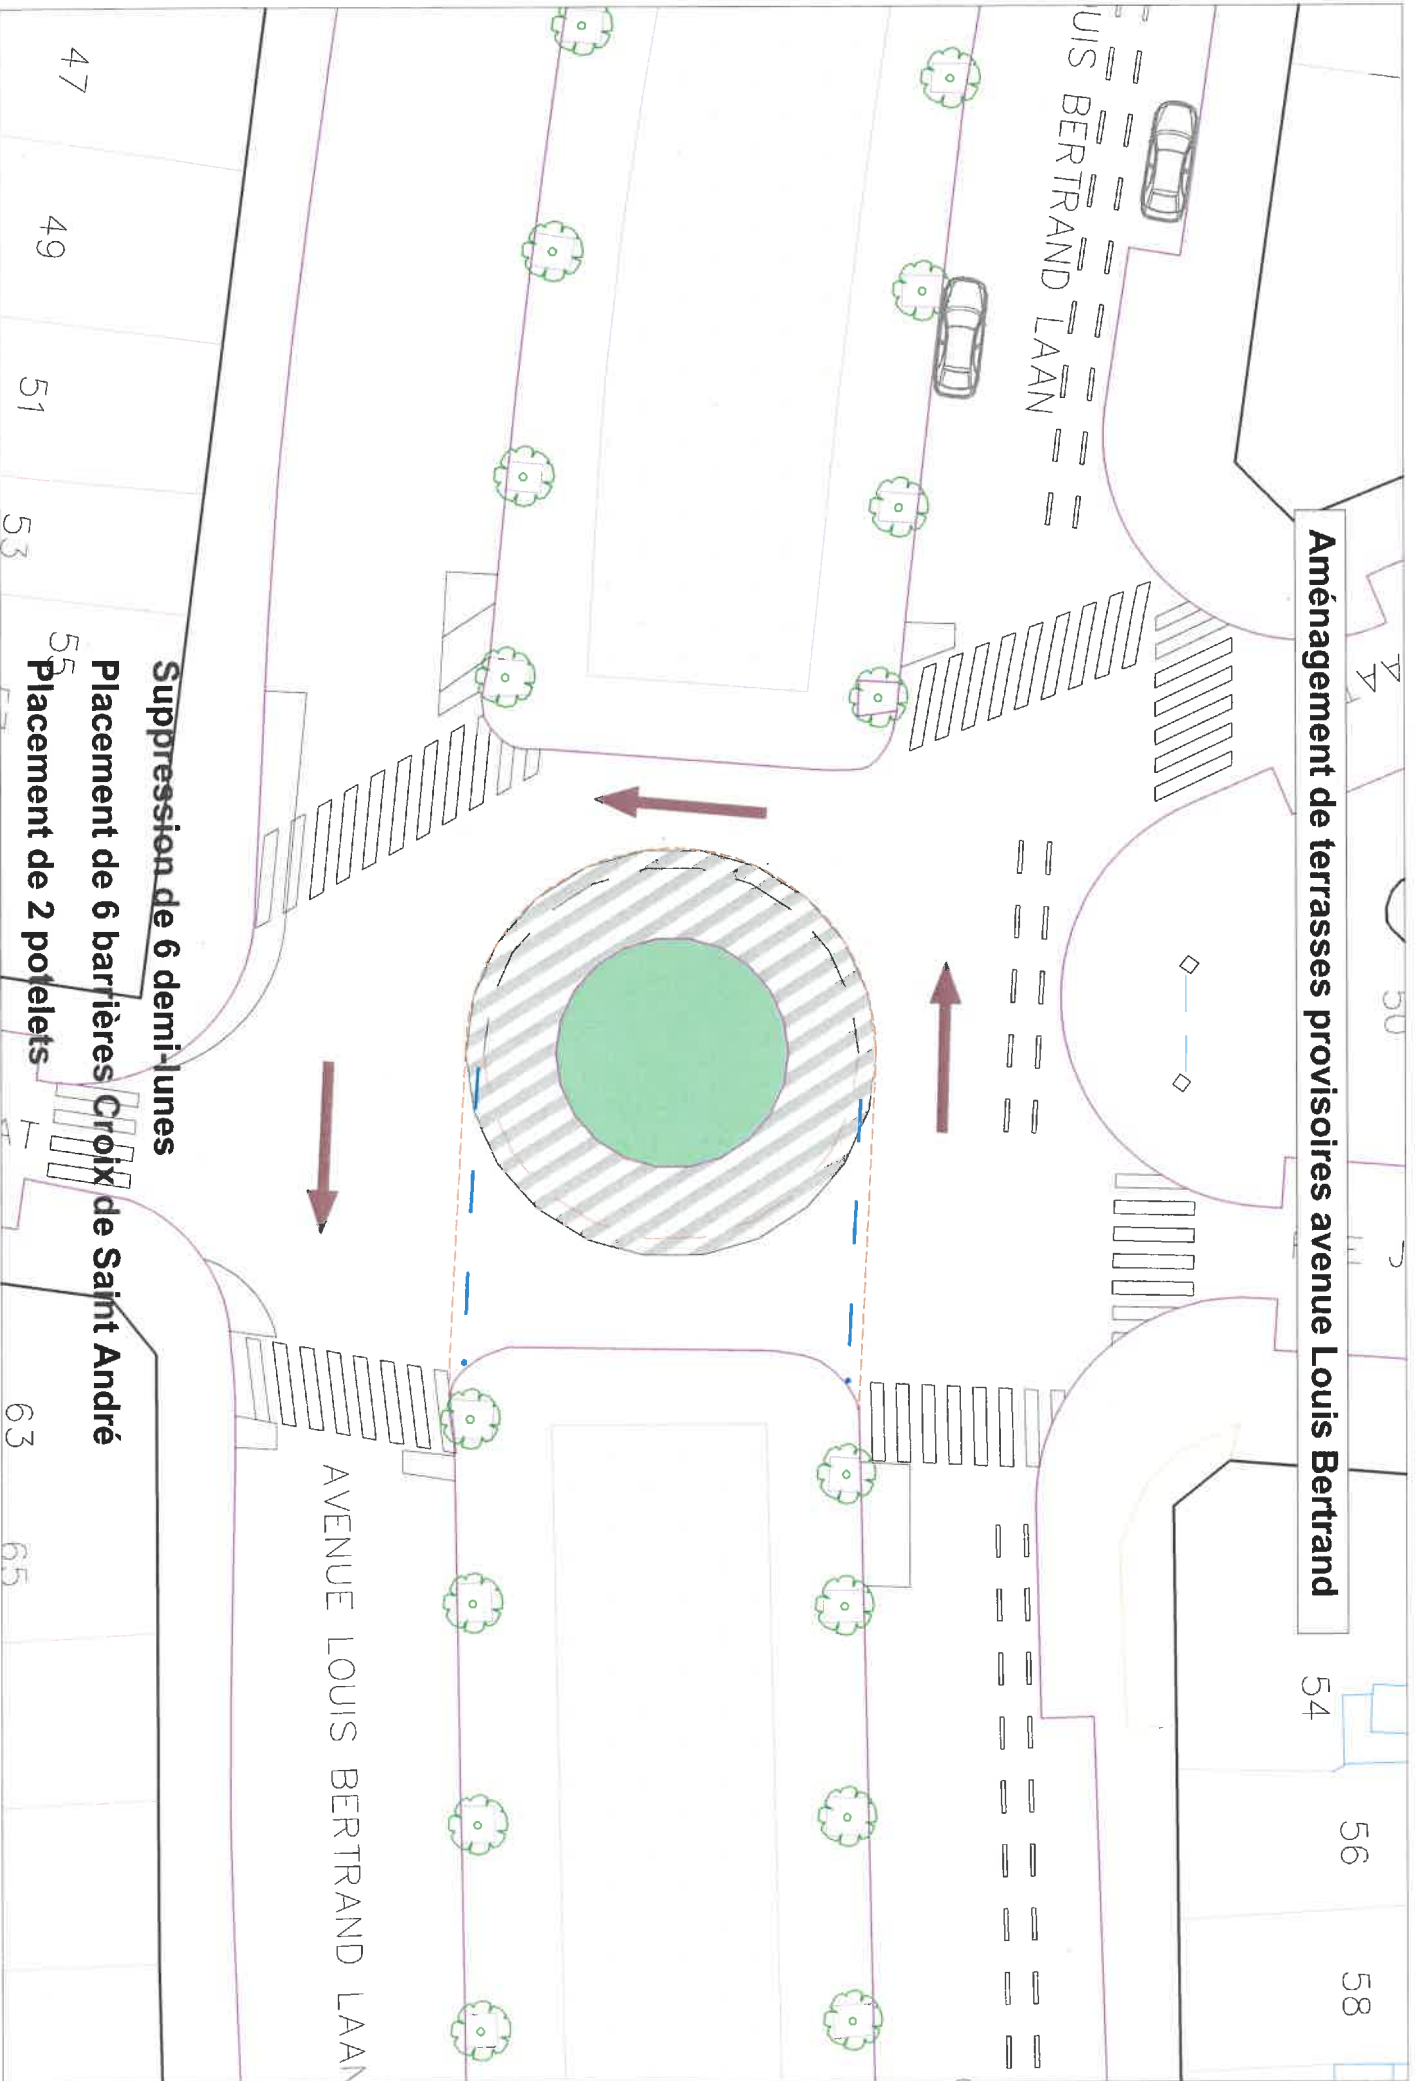 Aménagement de terrasses provisoires avenue Louis Bertrand
50
54
56
58
UIS BERTRAND LAAN
AVENUE LOUIS BERTRAND LAAN
47
49
51
53
55
63
65
Suppression de 6 demi-lunes
Placement de 6 barrières Croix de Saint André
Placement de 2 potelets